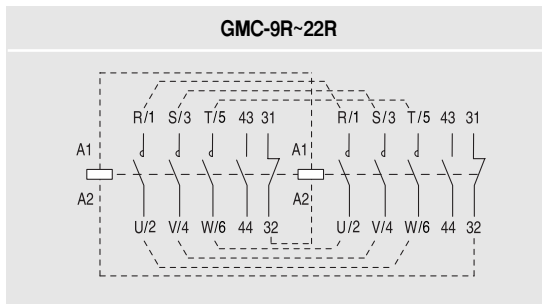 GMC-9R~22R
R/1 S/3 T/5 43 31 R/1 S/3 T/5 43 31
A1 A1
A2 A2
U/2 V/4 W/6 44 32 U/2 V/4 W/6 44 32